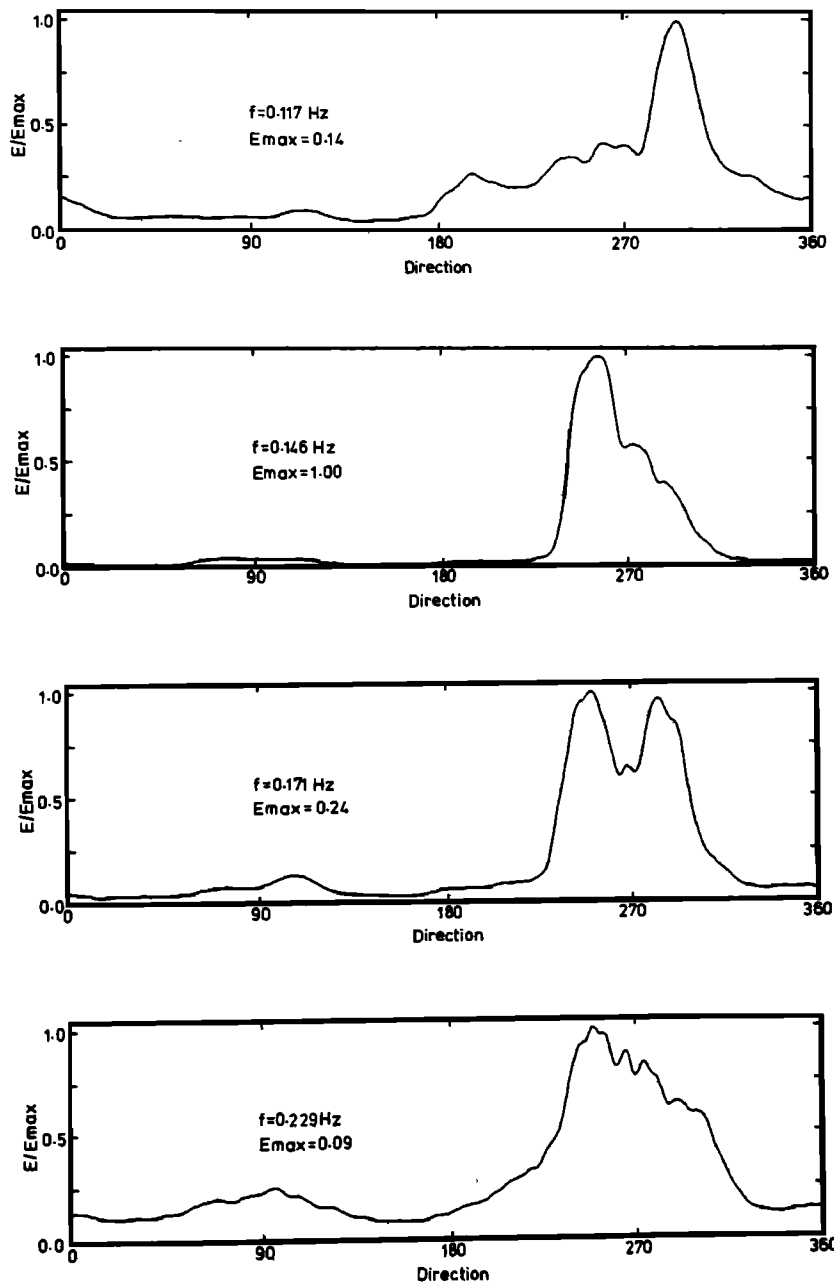 1.0
0.5
0.0
E/Emax
f=0.117 Hz
Emax=0.14
0 90 180 270 360
Direction
1.0
0.5
0.0
E/Emax
f=0.146 Hz
Emax=1.00
0 90 180 270 360
Direction
1.0
0.5
0.0
E/Emax
f=0.171 Hz
Emax=0.24
0 90 180 270 360
Direction
1.0
0.5
0.0
E/Emax
f=0.229Hz
Emax=0.09
0 90 180 270 360
Direction